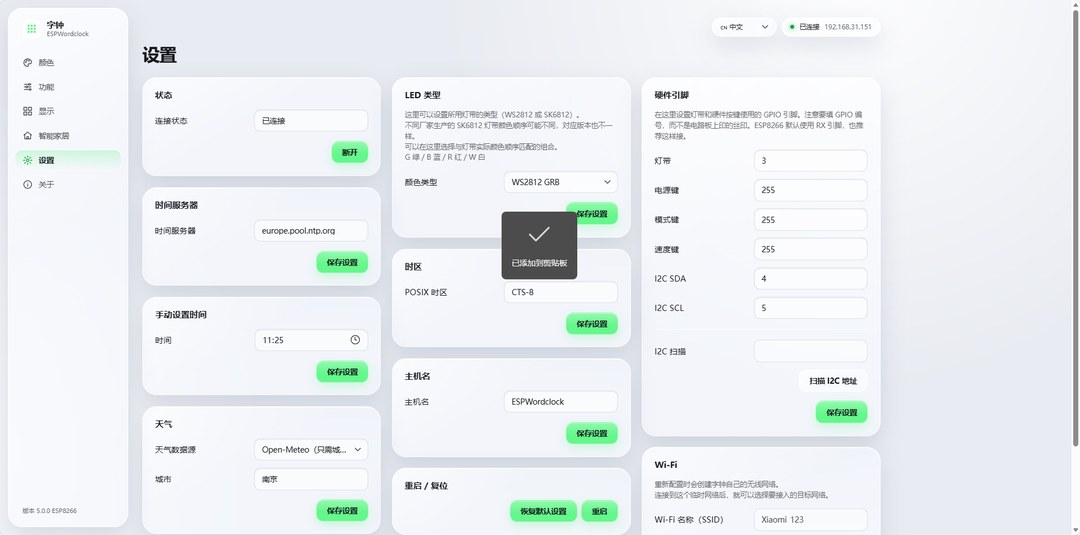 字钟
ESPWordclock
颜色
功能
显示
智能家居
设置
关于
版本 5.0.0 ESP8266
CN 中文
已连接 192.168.31.151
设置
状态
连接状态
已连接
断开
时间服务器
时间服务器
europe.pool.ntp.org
保存设置
手动设置时间
时间
11:25
保存设置
天气
天气数据源
Open-Meteo（只需城...
城市
南京
保存设置
LED 类型
这里可以设置所用灯带的类型（WS2812 或 SK6812）。
不同厂家生产的 SK6812 灯带颜色顺序可能不同，对应版本也不一
样。
可以在这里选择与灯带实际颜色顺序匹配的组合。
G 绿 / B 蓝 / R 红 / W 白
颜色类型
WS2812 GRB
保存设置
已添加到剪贴板
时区
POSIX 时区
CTS-8
保存设置
主机名
主机名
ESPWordclock
保存设置
重启 / 复位
恢复默认设置
重启
硬件引脚
在这里设置灯带和硬件按键使用的 GPIO 引脚。注意要填 GPIO 编
号，而不是电路板上印的丝印。ESP8266 默认使用 RX 引脚，也推
荐这样接。
灯带
3
电源键
255
模式键
255
速度键
255
I2C SDA
4
I2C SCL
5
I2C 扫描
扫描 I2C 地址
保存设置
Wi-Fi
重新配置时会创建字钟自己的无线网络。
连接到这个临时网络后，就可以选择要接入的目标网络。
Wi-Fi 名称（SSID）
Xiaomi 123